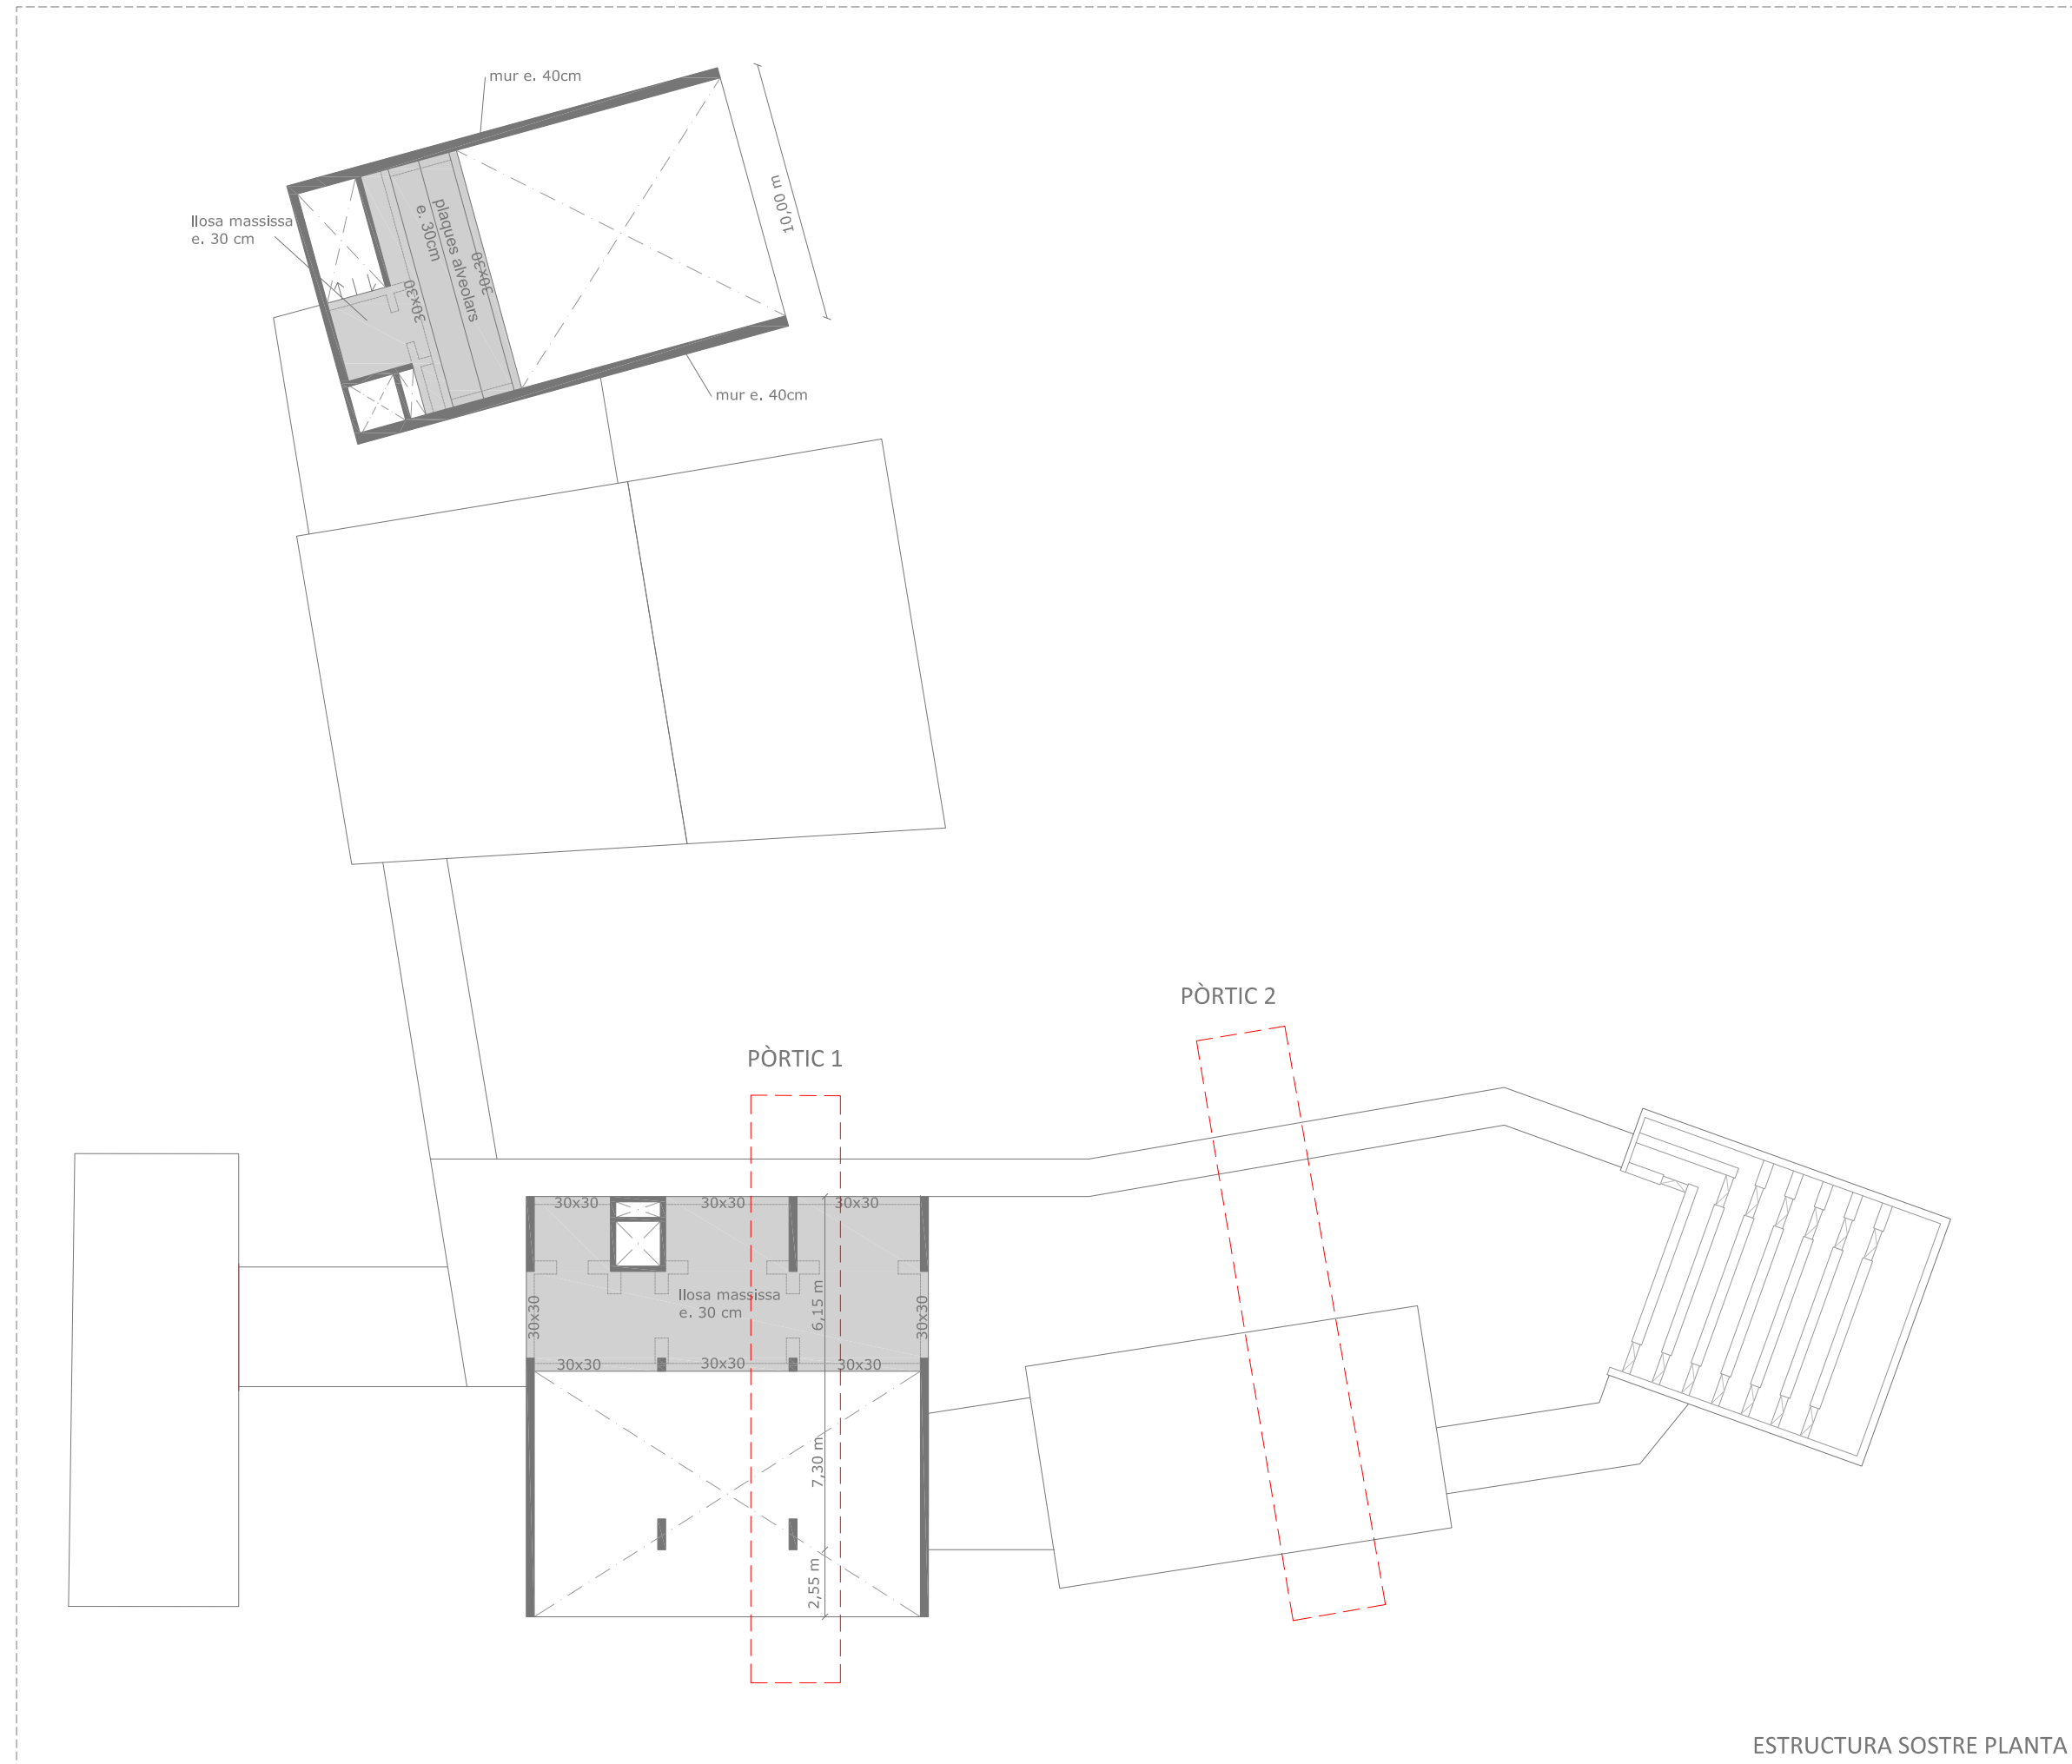 mur e. 40cm
10,00 m
llosa massissa
e. 30 cm
plaques alveolars
e. 30cm
30x30
30x30
mur e. 40cm
PÒRTIC 2
PÒRTIC 1
30x30
30x30
30x30
llosa massissa
e. 30 cm
6,15 m
30x30
30x30
30x30
30x30
30x30
7,30 m
2,55 m
ESTRUCTURA SOSTRE PLANTA